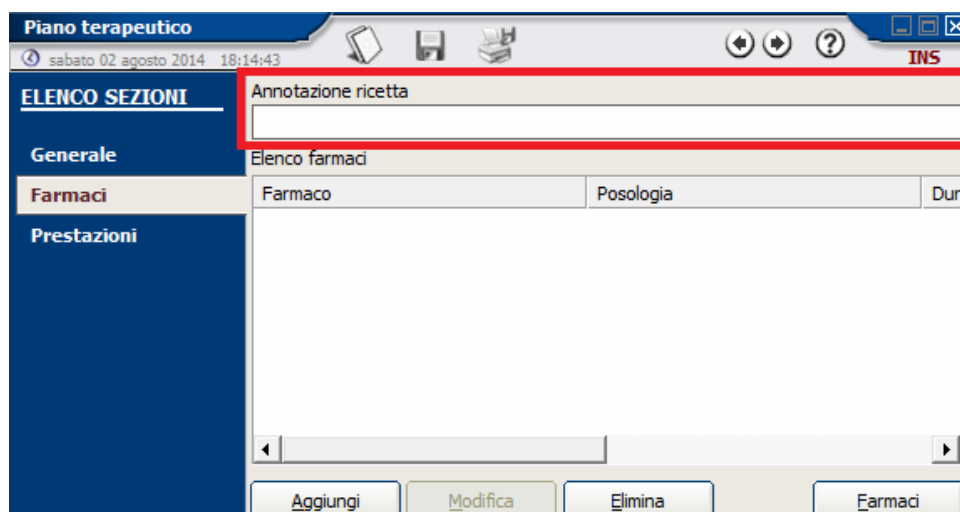 Piano terapeutico
sabato 02 agosto 2014 18:14:43
INS
ELENCO SEZIONI
Generale
Farmaci
Prestazioni
Annotazione ricetta
Elenco farmaci
Farmaco Posologia Dur
Aggiungi Modifica Elimina Farmaci